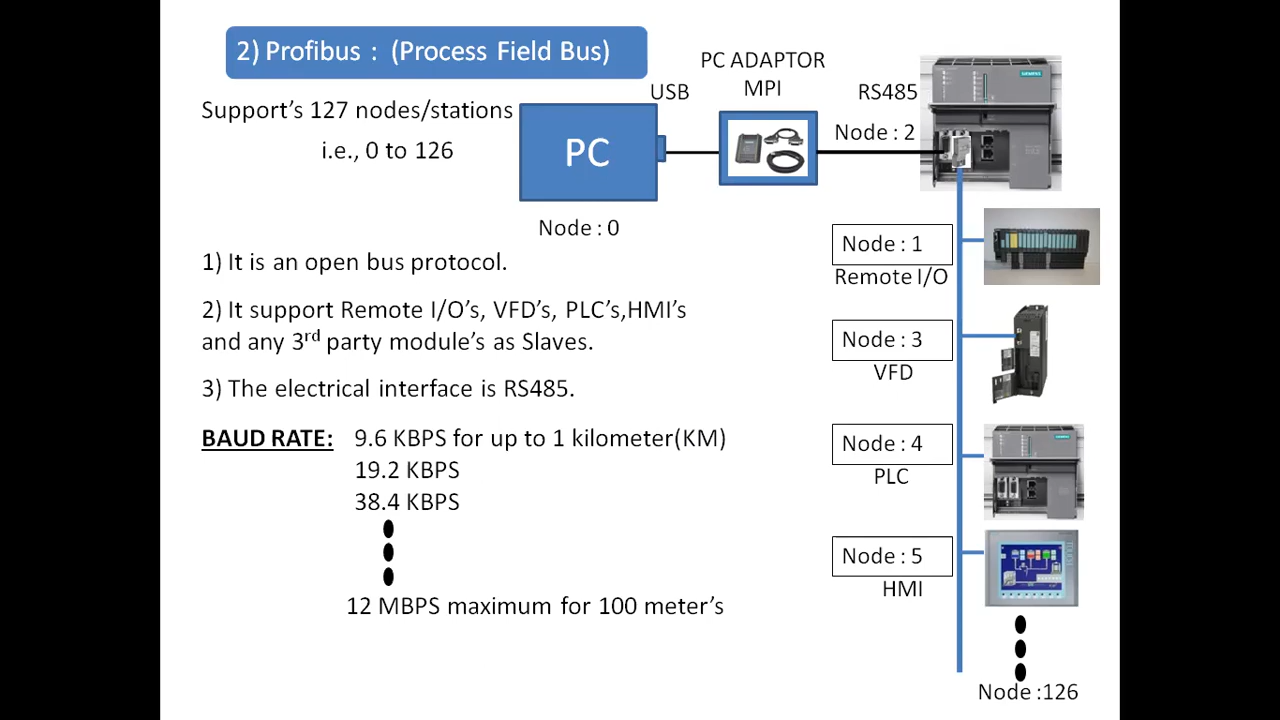 2) Profibus : (Process Field Bus)
Support's 127 nodes/stations
i.e., 0 to 126
PC
Node : 0
USB
PC ADAPTOR
MPI
RS485
Node : 2
SIEMENS
1) It is an open bus protocol.
2) It support Remote I/O's, VFD's, PLC's,HMI's
and any 3rd party module's as Slaves.
3) The electrical interface is RS485.
BAUD RATE: 9.6 KBPS for up to 1 kilometer(KM)
19.2 KBPS
38.4 KBPS
12 MBPS maximum for 100 meter's
Node : 1
Remote I/O
Node : 3
VFD
Node : 4
PLC
Node : 5
HMI
TOUCH
Node :126